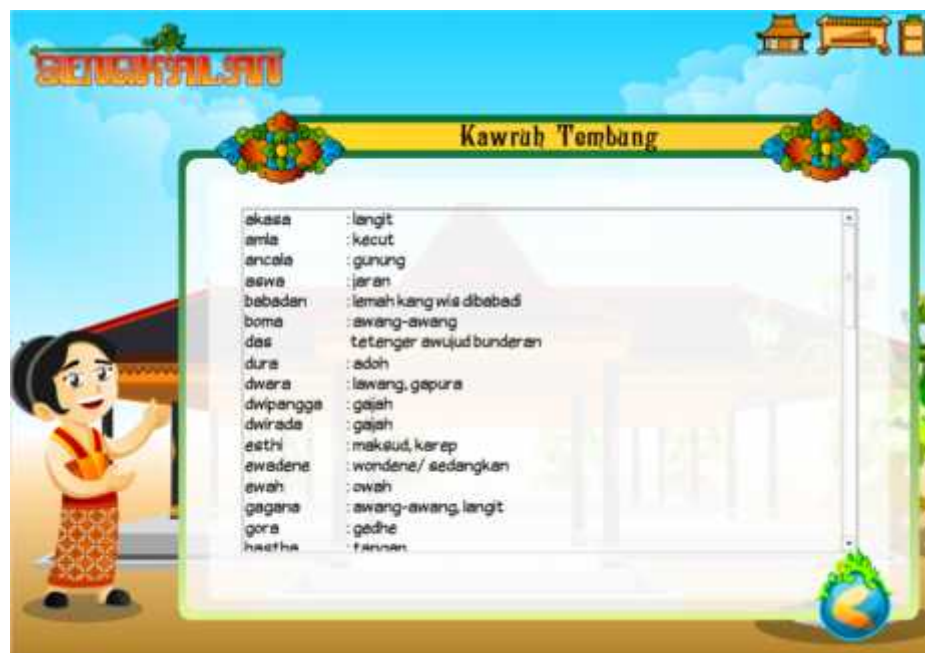 SENGKALAN
Kawruh Tembung
akasa : langit
amla : kecut
ancala : gunung
aswa : jaran
babadan : lemah kang wis dibabadi
boma : awang-awang
das tetenger awujud bunderan
dura : adoh
dwara : lawang, gapura
dwipangga : gajah
dwirada : gajah
esthi : maksud, karep
ewadene : wondene/ sedangkan
ewah : owah
gagana : awang-awang, langit
gora : gedhe
hastha : tangan